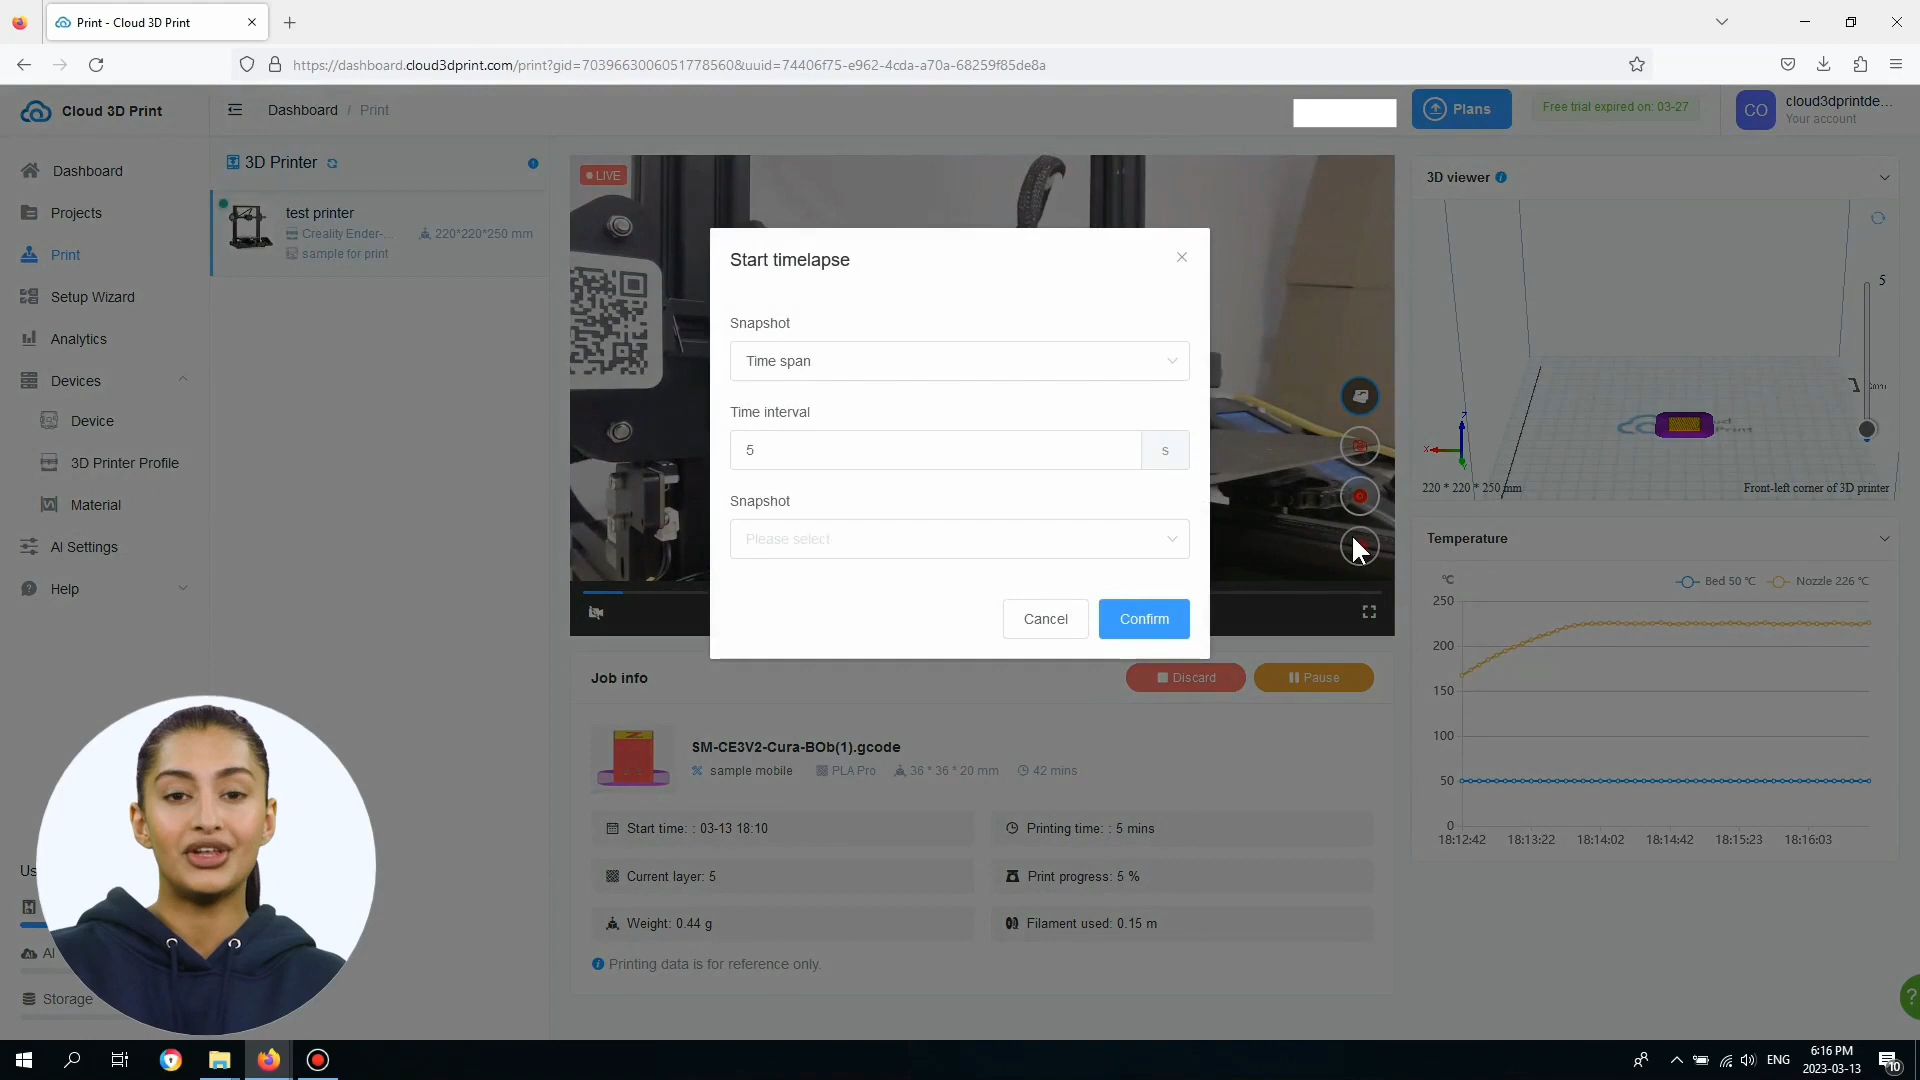 Print - Cloud 3D Print
https://dashboard.cloud3dprint.com/print?gid=7039663006051778560&uuid=74406f75-e962-4cda-a70a-68259f85de8a
Cloud 3D Print
Dashboard / Print
Plans
Free trial expired on: 03-27
CO
cloud3dprintde...
Your account
Dashboard
Projects
Print
Setup Wizard
Analytics
Devices
Device
3D Printer Profile
Material
AI Settings
Help
AI
Storage
3D Printer
test printer
Creality Ender-...
220*220*250 mm
sample for print
LIVE
Start timelapse
Snapshot
Time span
Time interval
5
s
Snapshot
Please select
Cancel
Confirm
Job info
Discard
Pause
SM-CE3V2-Cura-BOb(1).gcode
sample mobile
PLA Pro
36 * 36 * 20 mm
42 mins
Start time: : 03-13 18:10
Printing time: : 5 mins
Current layer: 5
Print progress: 5 %
Weight: 0.44 g
Filament used: 0.15 m
Printing data is for reference only.
3D viewer
5
X
Z
Y
220 * 220 * 250 mm
Front-left corner of 3D printer
Temperature
°C
Bed 50 °C
Nozzle 226 °C
250
200
150
100
50
0
18:12:42
18:13:22
18:14:02
18:14:42
18:15:23
18:16:03
?
ENG
6:16 PM
2023-03-13
10